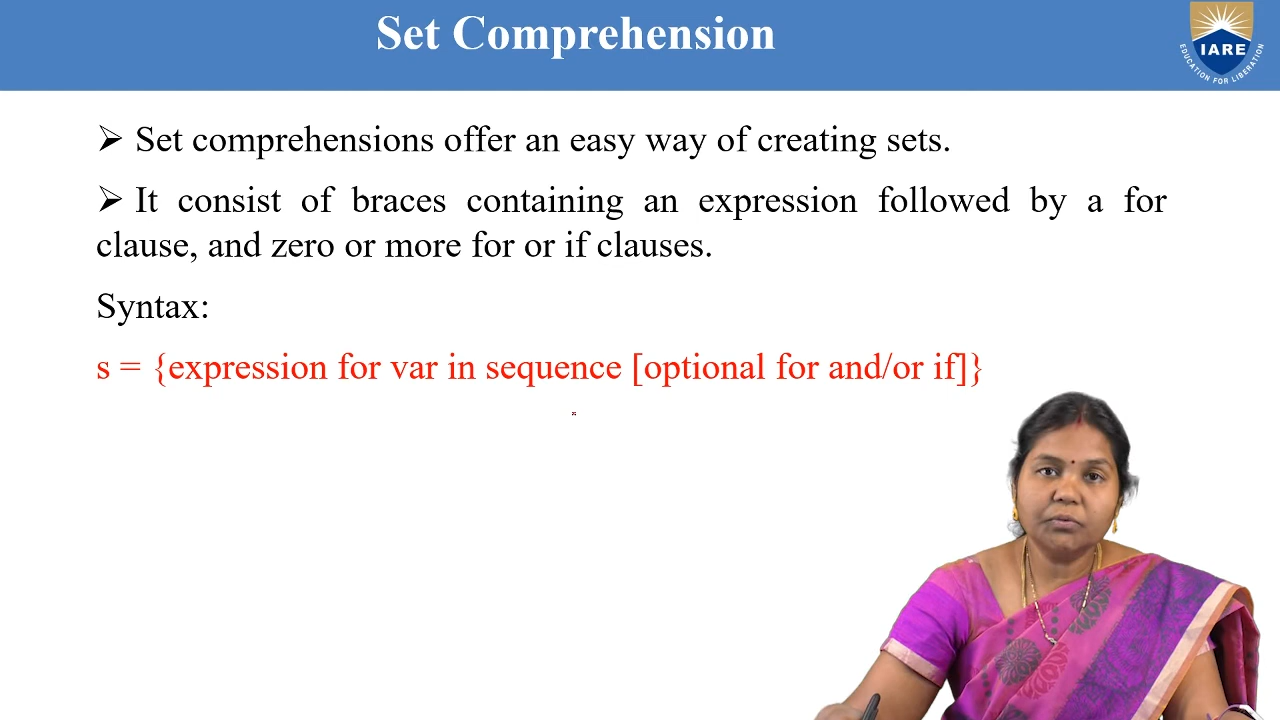 Set Comprehension
IARE
EDUCATION FOR LIBERATION
➢ Set comprehensions offer an easy way of creating sets.
➢ It consist of braces containing an expression followed by a for
clause, and zero or more for or if clauses.
Syntax:
s = {expression for var in sequence [optional for and/or if]}